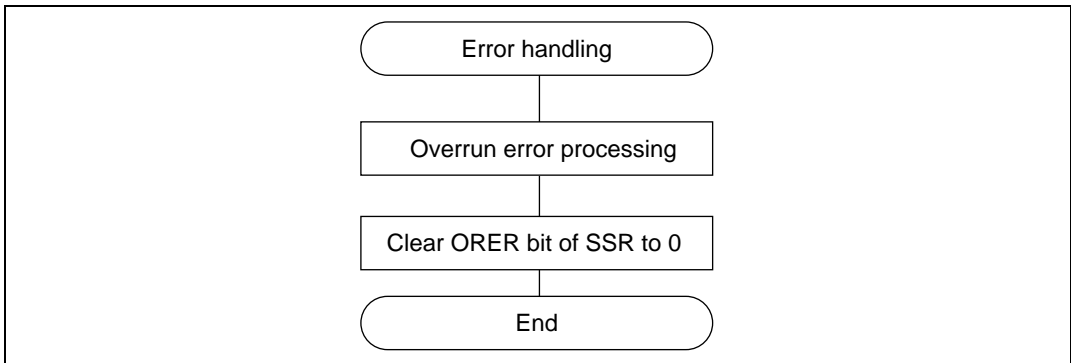 Error handling
Overrun error processing
Clear ORER bit of SSR to 0
End